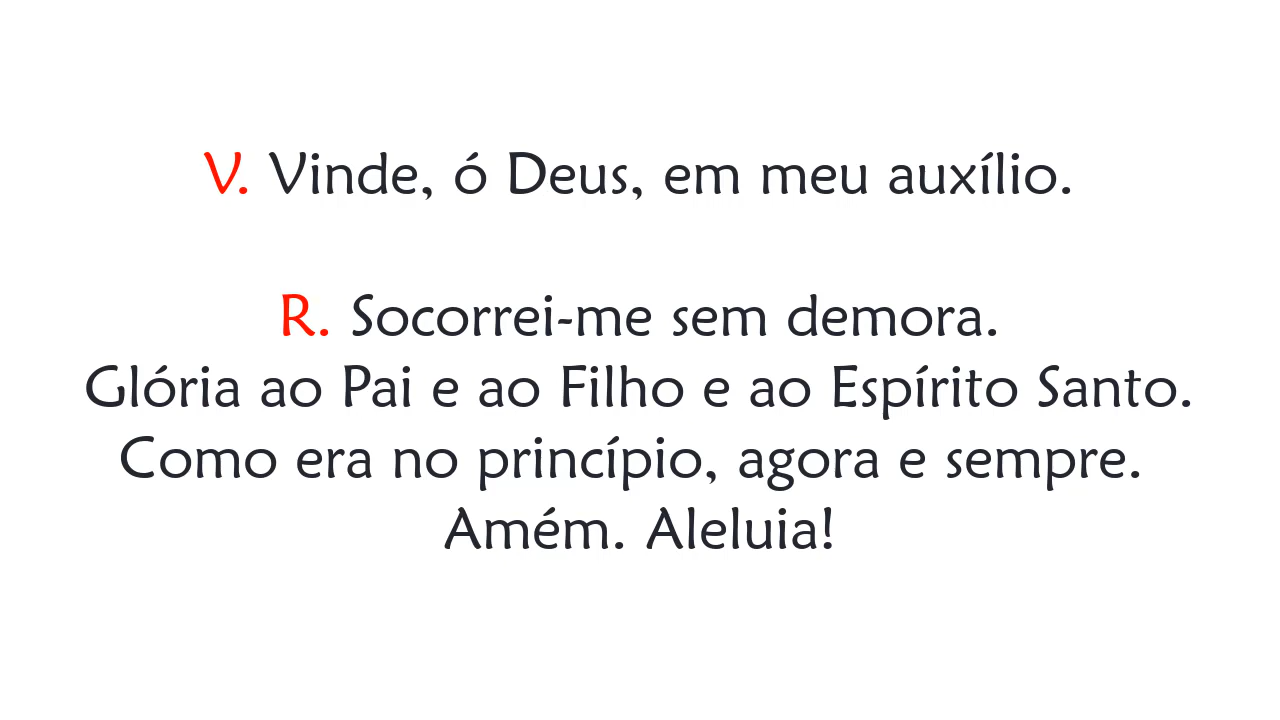 V. Vinde, ó Deus, em meu auxílio.
R. Socorrei-me sem demora.
Glória ao Pai e ao Filho e ao Espírito Santo.
Como era no princípio, agora e sempre.
Amém. Aleluia!